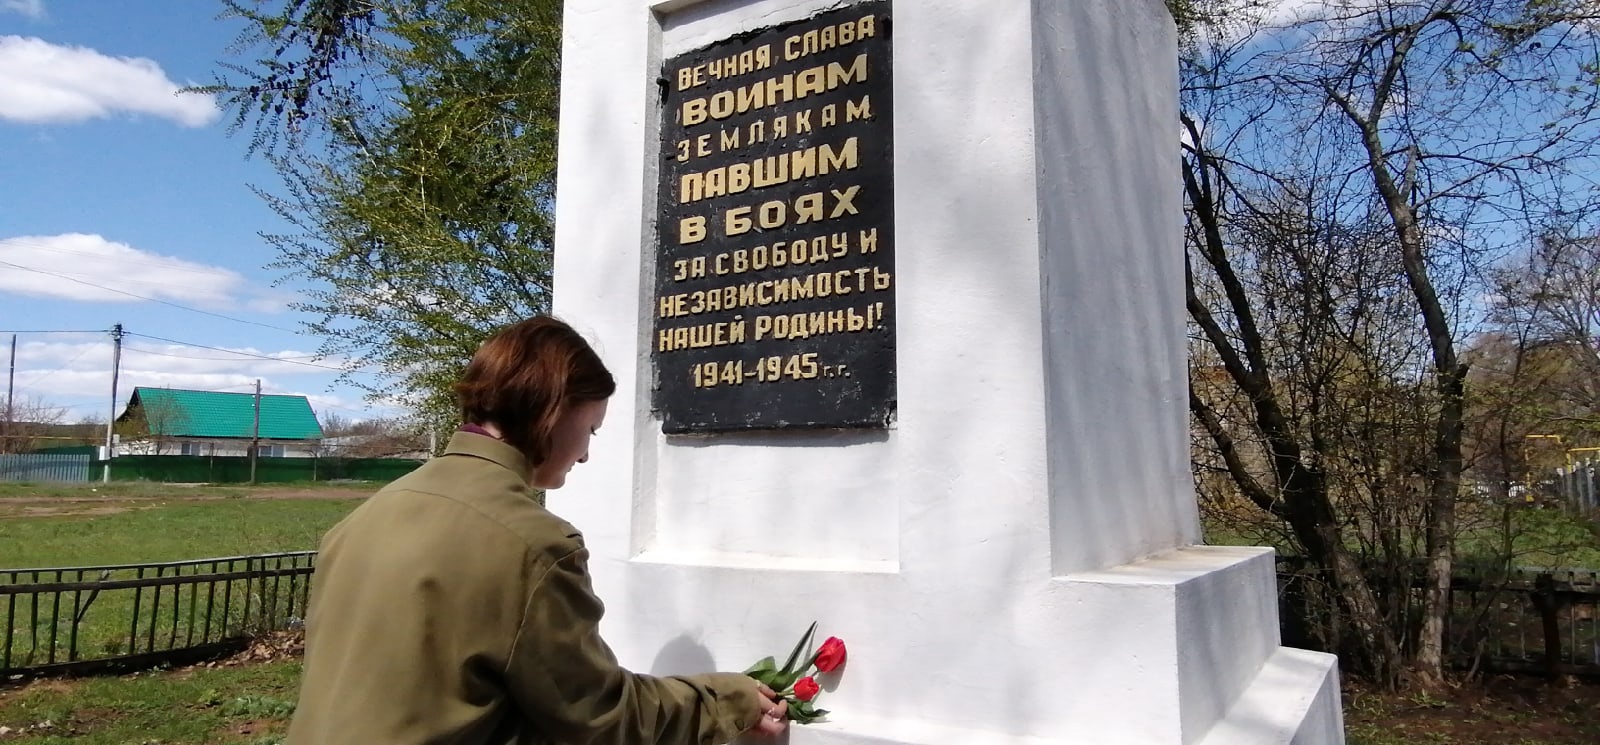 ВЕЧНАЯ СЛАВА
ВОИНАМ
ЗЕМЛЯКАМ
ПАВШИМ
В БОЯХ
ЗА СВОБОДУ И
НЕЗАВИСИМОСТЬ
НАШЕЙ РОДИНЫ!
1941-1945 г.г.